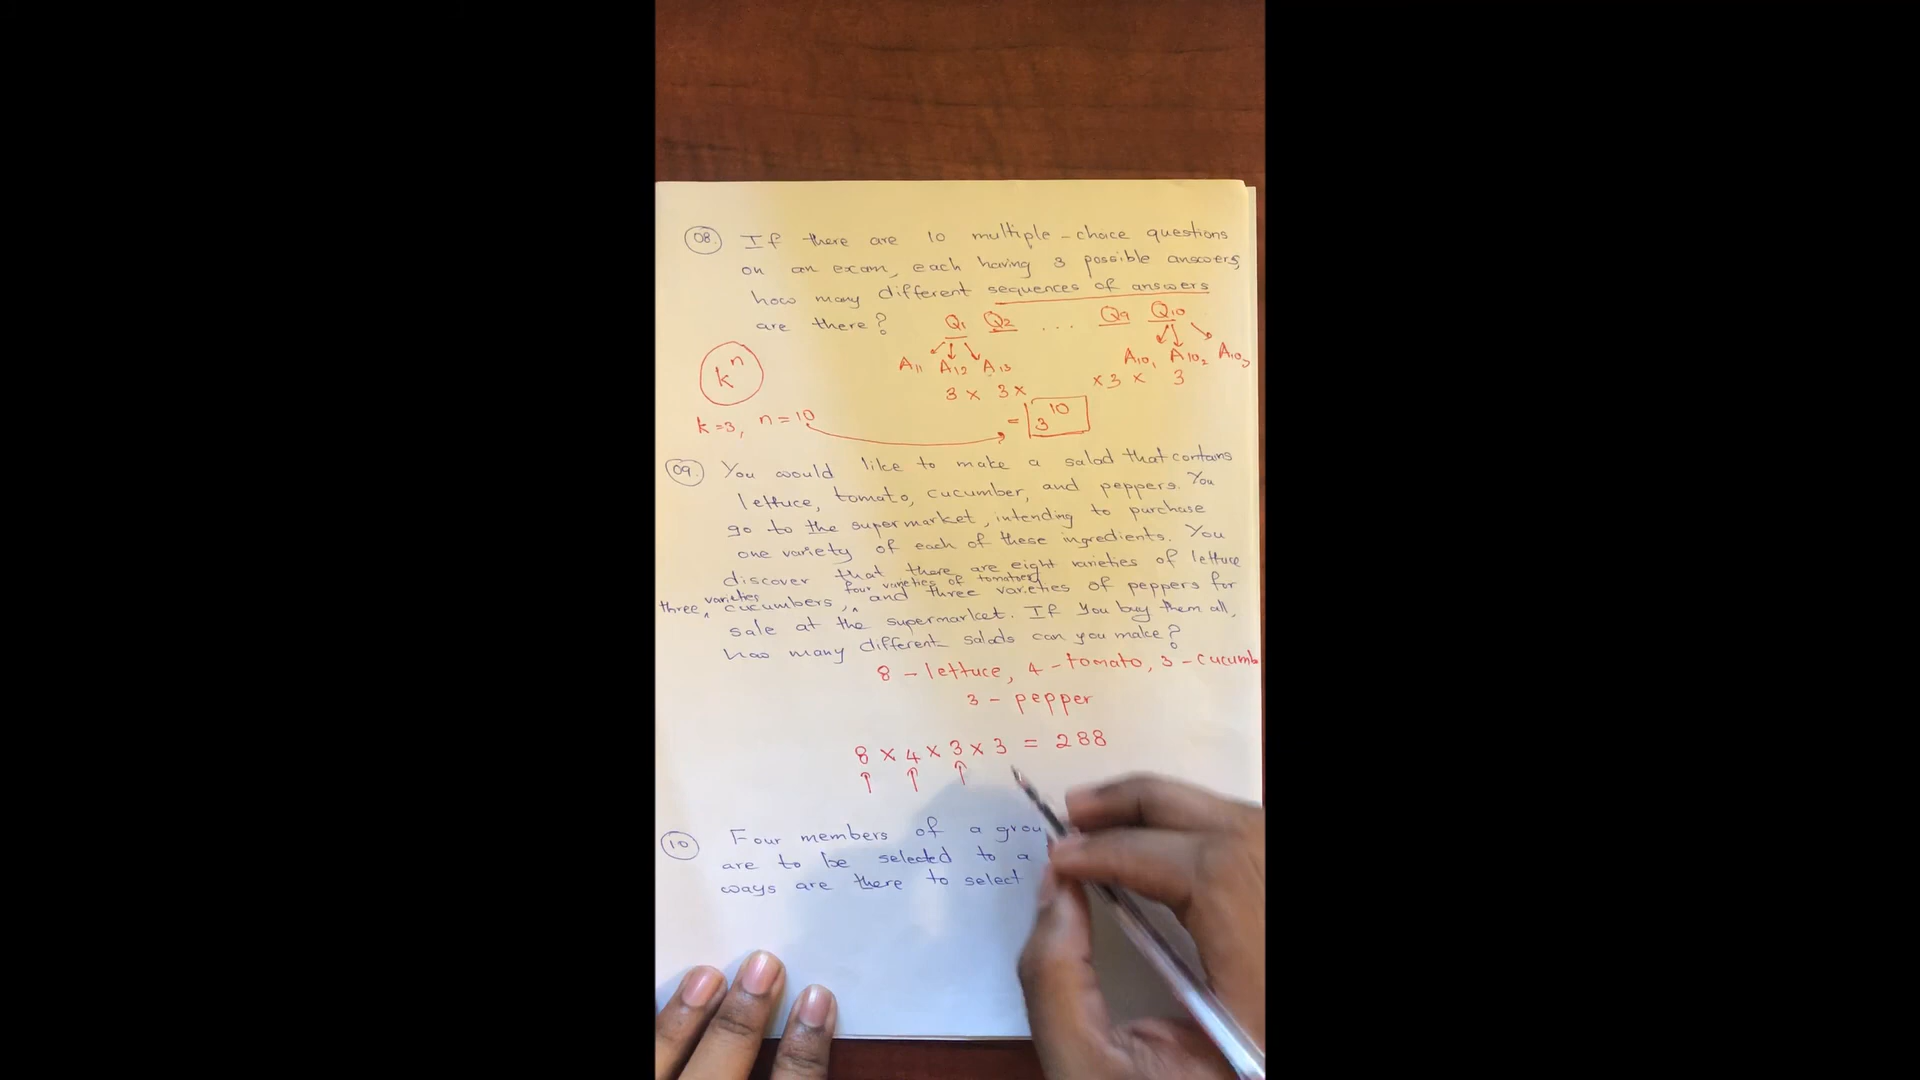 08. If there are 10 multiple-choice questions
on an exam, each having 3 possible answers,
how many different sequences of answers
are there?
Q1 Q2 ... Q9 Q10
A11 A12 A13 A101 A102 A103
k^n
3 x 3 x x 3 x 3
k=3, n=10
= 3^10
09. You would like to make a salad that contains
lettuce, tomato, cucumber, and peppers. You
go to the supermarket, intending to purchase
one variety of each of these ingredients. You
discover that there are eight varieties of lettuce
varieties four varieties of tomatoes
three cucumbers, and three varieties of peppers for
sale at the supermarket. If you buy them all,
how many different salads can you make?
8 - lettuce, 4 - tomato, 3 - cucumb
3 - pepper
8 x 4 x 3 x 3 = 288
10 Four members of a grou
are to be selected to a
ways are there to select